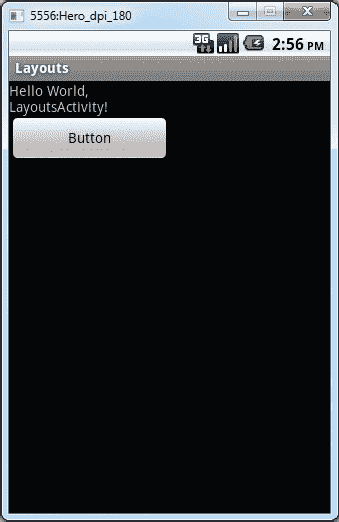 5556:Hero_dpi_180
3G 2:56 PM
Layouts
Hello World,
LayoutsActivity!
Button